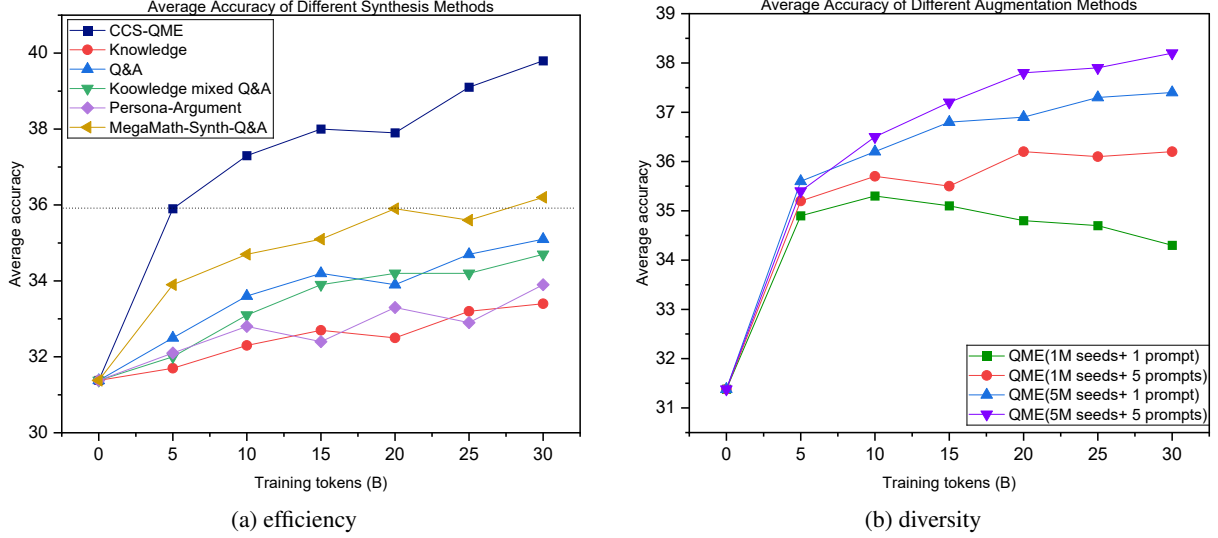 Average Accuracy of Different Synthesis Methods
CCS-QME
Knowledge
Q&A
Koowledge mixed Q&A
Persona-Argument
MegaMath-Synth-Q&A
40
38
36
34
32
30
Average accuracy
0 5 10 15 20 25 30
Training tokens (B)
(a) efficiency
Average Accuracy of Different Augmentation Methods
39
38
37
36
35
34
33
32
31
Average accuracy
QME(1M seeds+ 1 prompt)
QME(1M seeds+ 5 prompts)
QME(5M seeds+ 1 prompt)
QME(5M seeds+ 5 prompts)
0 5 10 15 20 25 30
Training tokens (B)
(b) diversity